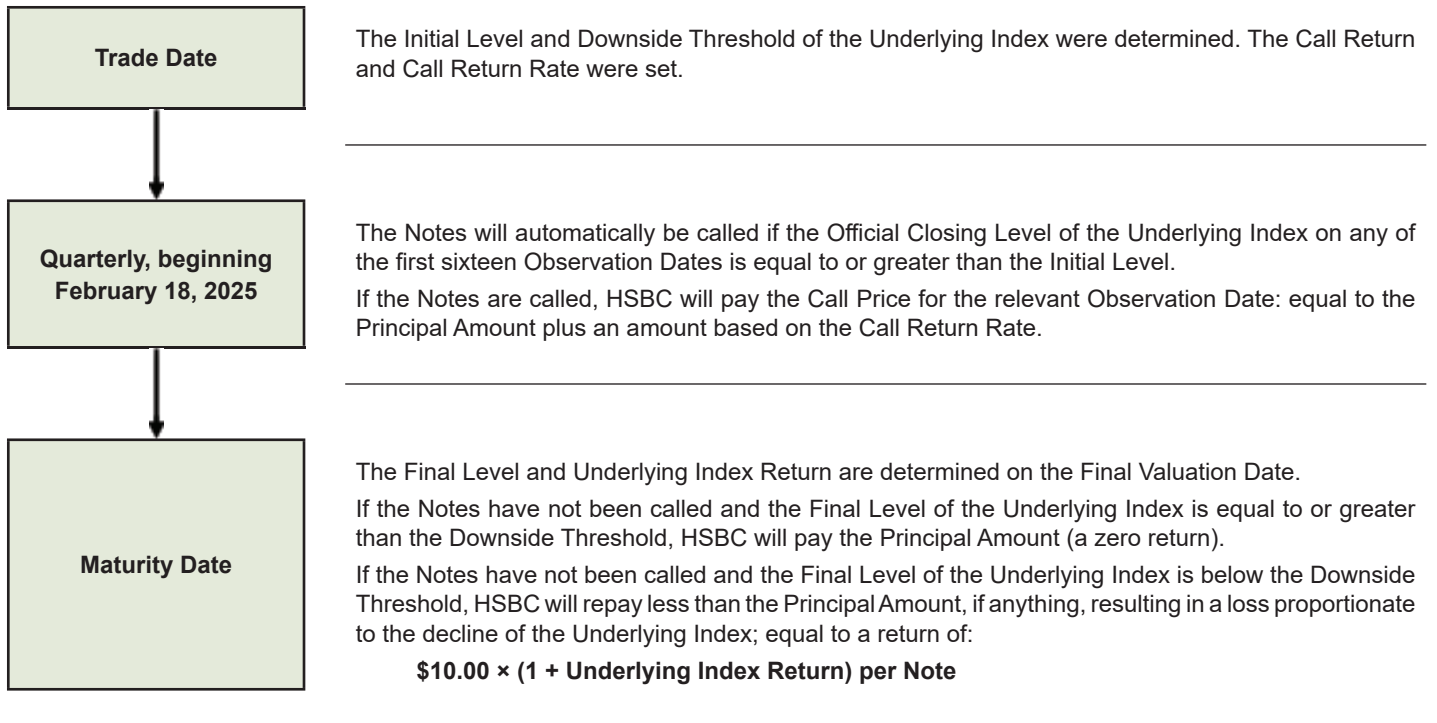 Trade Date
The Initial Level and Downside Threshold of the Underlying Index were determined. The Call Return
and Call Return Rate were set.
Quarterly, beginning
February 18, 2025
The Notes will automatically be called if the Official Closing Level of the Underlying Index on any of
the first sixteen Observation Dates is equal to or greater than the Initial Level.
If the Notes are called, HSBC will pay the Call Price for the relevant Observation Date: equal to the
Principal Amount plus an amount based on the Call Return Rate.
Maturity Date
The Final Level and Underlying Index Return are determined on the Final Valuation Date.
If the Notes have not been called and the Final Level of the Underlying Index is equal to or greater
than the Downside Threshold, HSBC will pay the Principal Amount (a zero return).
If the Notes have not been called and the Final Level of the Underlying Index is below the Downside
Threshold, HSBC will repay less than the Principal Amount, if anything, resulting in a loss proportionate
to the decline of the Underlying Index; equal to a return of:
$10.00 × (1 + Underlying Index Return) per Note